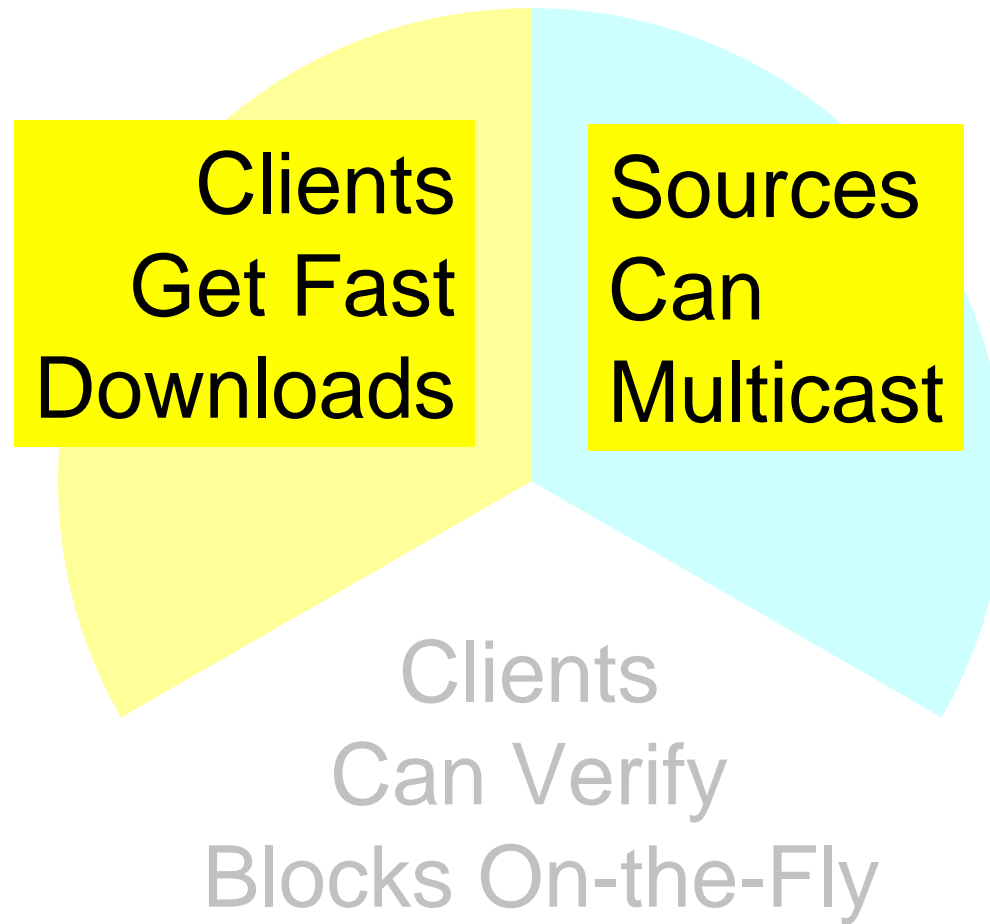 Clients
Get Fast
Downloads
Sources
Can
Multicast
Clients
Can Verify
Blocks On-the-Fly